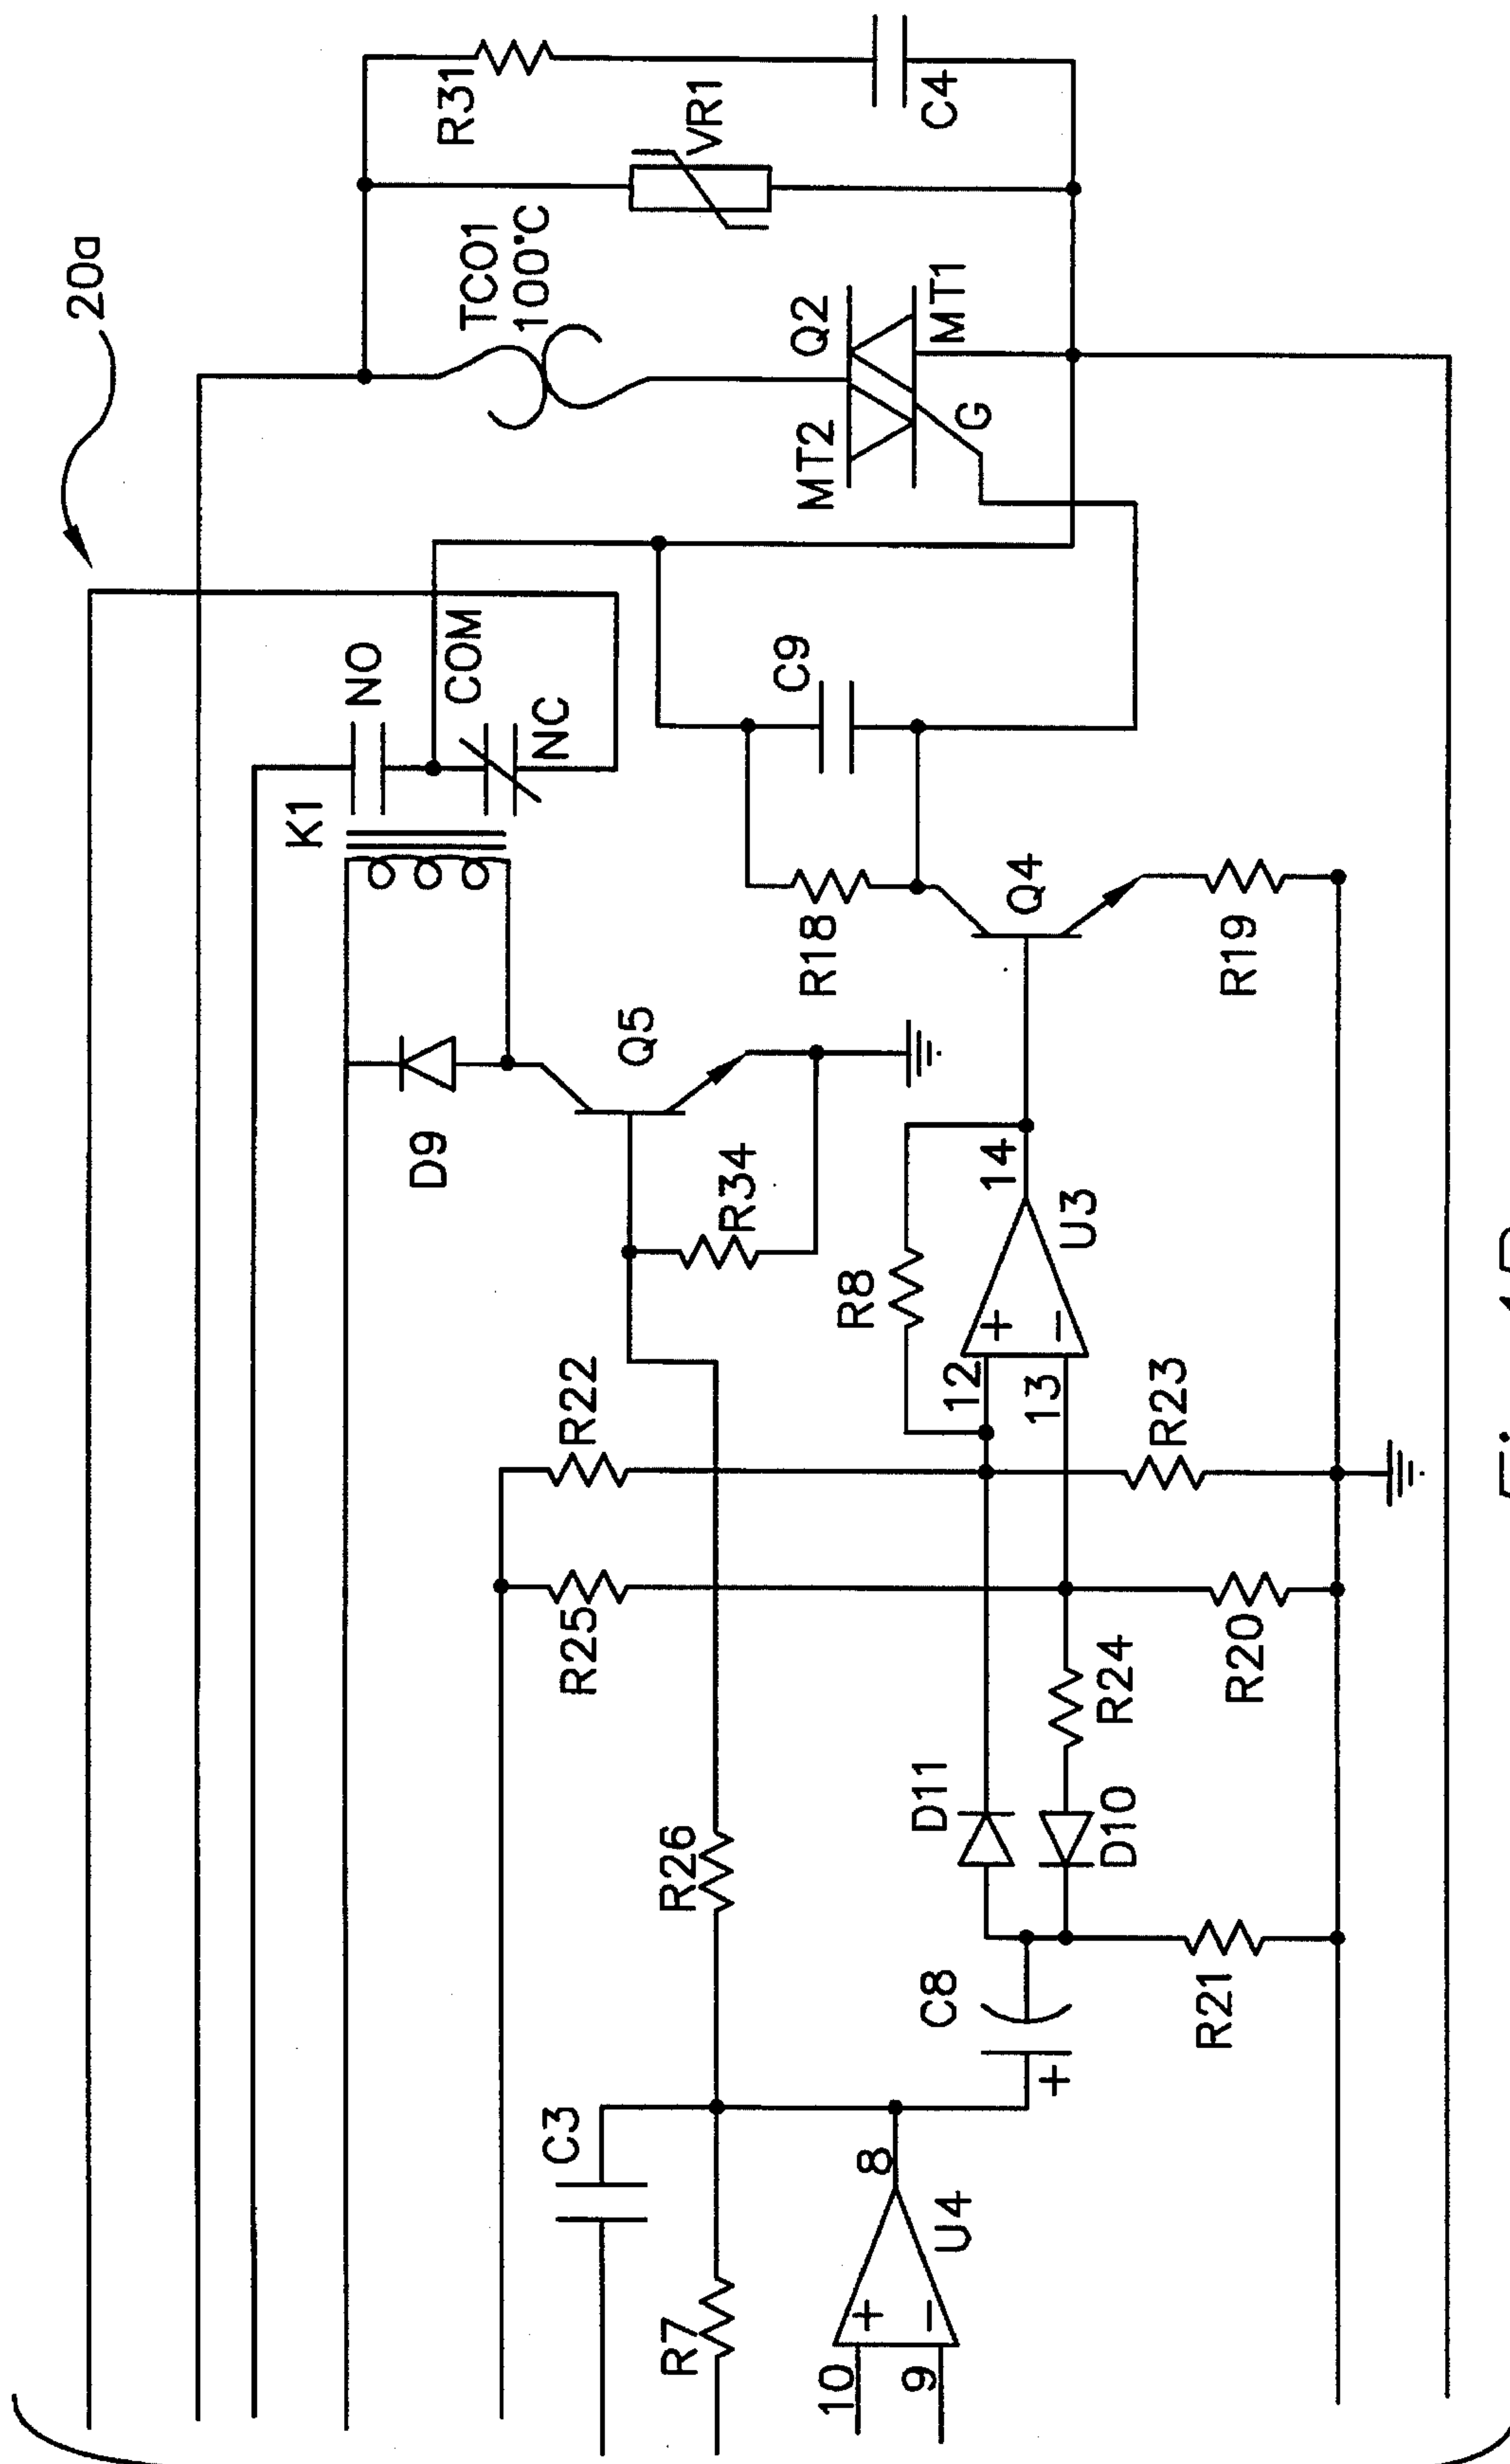 20a
R31
C4
VR1
TCO1
100°C
Q2
MT1
MT2
G
NO
COM
NC
K1
C9
R18
Q4
R19
Q5
D9
R34
R8
14
U3
+
−
12
13
R22
R23
R25
R24
R20
D11
D10
R26
C8
+
R21
C3
8
U4
+
−
R7
10
9